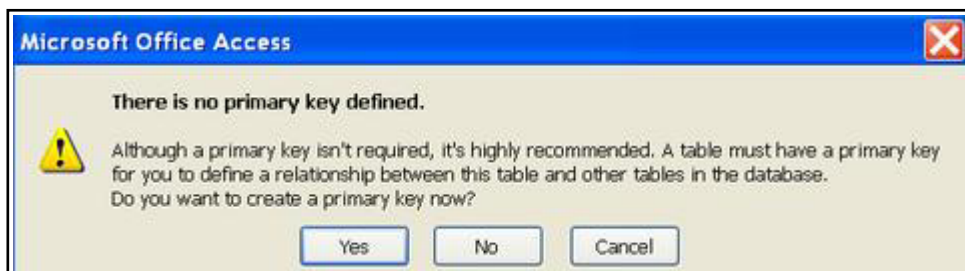 Microsoft Office Access
There is no primary key defined.
Although a primary key isn't required, it's highly recommended. A table must have a primary key
for you to define a relationship between this table and other tables in the database.
Do you want to create a primary key now?
Yes No Cancel